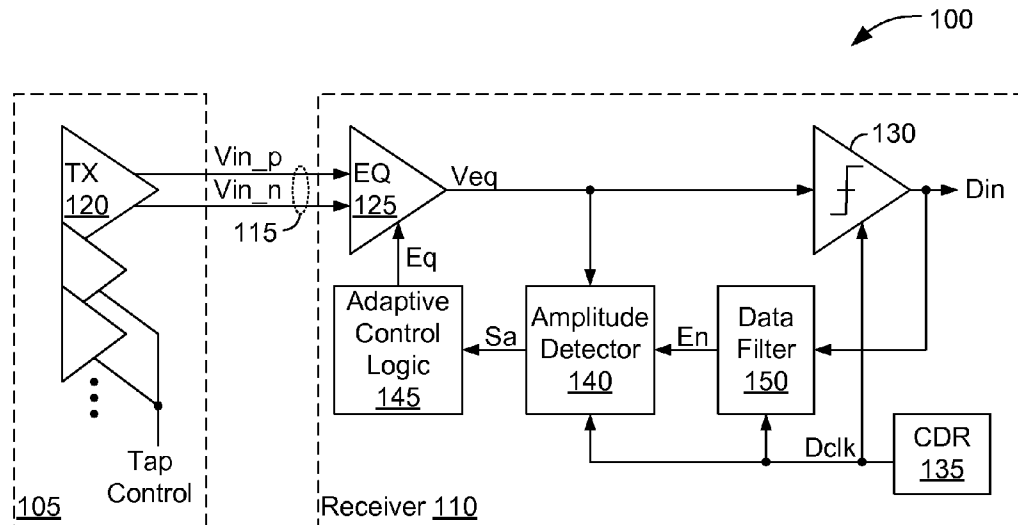 100
TX
120
Vin_p
Vin_n
115
EQ
125
Veq
130
Din
Eq
Adaptive
Control
Logic
145
Sa
Amplitude
Detector
140
En
Data
Filter
150
Dclk
CDR
135
Tap
Control
105
Receiver 110